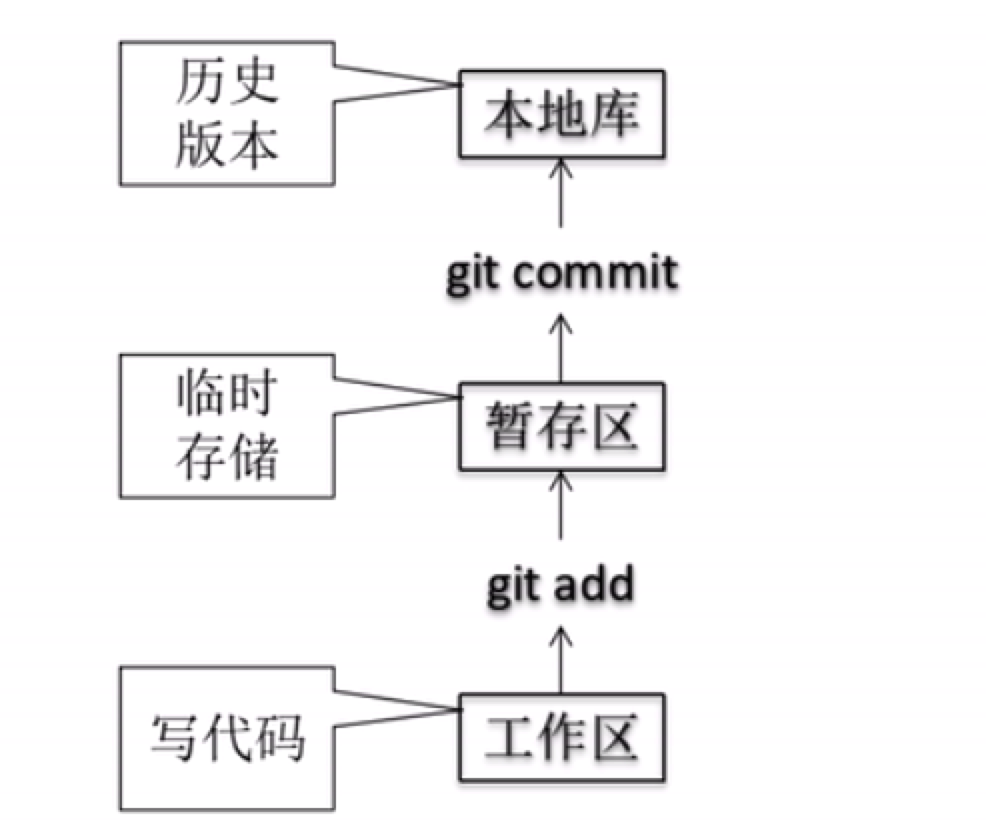 历史
版本
本地库
git commit
临时
存储
暂存区
git add
写代码
工作区